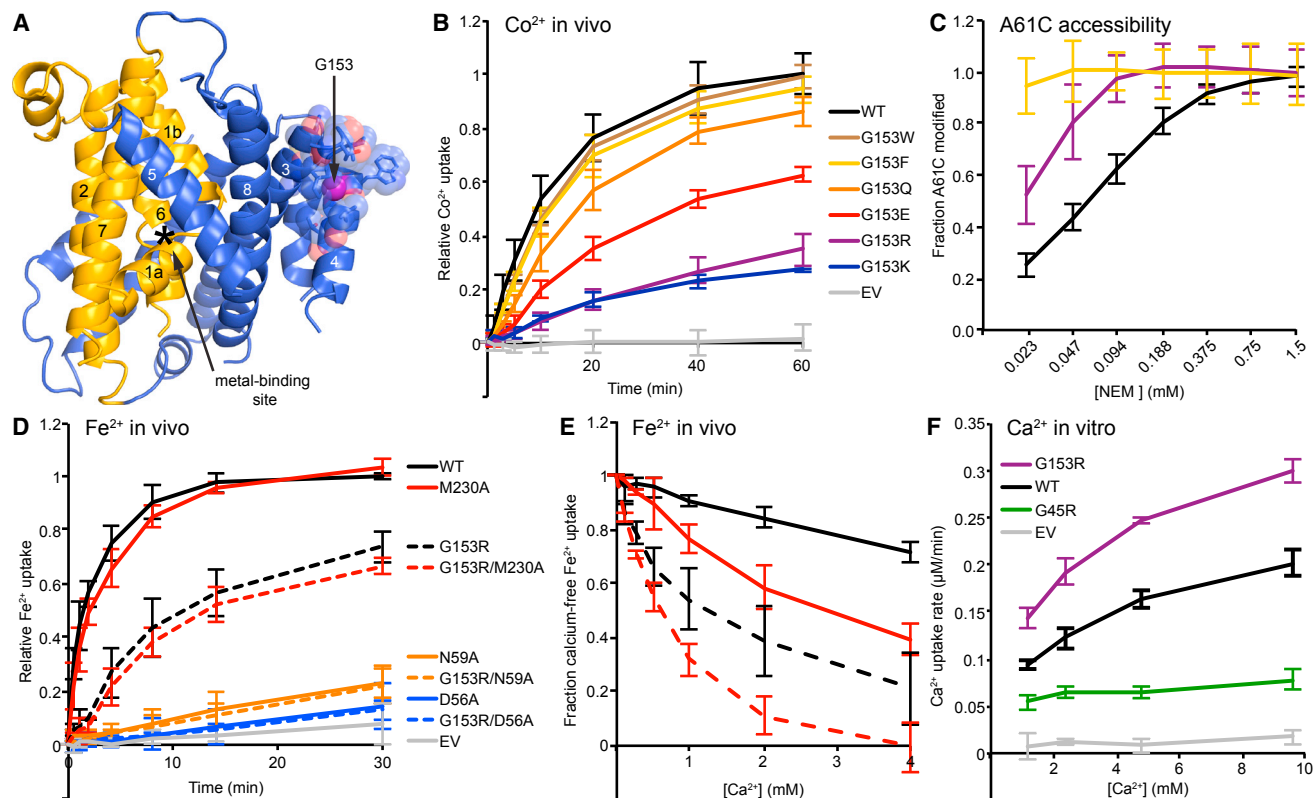 A
G153
1b
2
5
3
8
6
7
*
1a
4
metal-binding
site
B Co²⁺ in vivo
Relative Co²⁺ uptake
1.2
1
0.8
0.6
0.4
0.2
0
0
20
40
60
Time (min)
WT
G153W
G153F
G153Q
G153E
G153R
G153K
EV
C A61C accessibility
Fraction A61C modified
1.2
1.0
0.8
0.6
0.4
0.2
0.0
0.023
0.047
0.094
0.188
0.375
0.75
1.5
[NEM ] (mM)
D Fe²⁺ in vivo
Relative Fe²⁺ uptake
1.2
1
0.8
0.6
0.4
0.2
0
0
10
20
30
Time (min)
WT
M230A
G153R
G153R/M230A
N59A
G153R/N59A
D56A
G153R/D56A
EV
E Fe²⁺ in vivo
Fraction calcium-free Fe²⁺ uptake
1.2
1
0.8
0.6
0.4
0.2
0
0
1
2
3
4
[Ca²⁺] (mM)
F Ca²⁺ in vitro
G153R
WT
G45R
EV
Ca²⁺ uptake rate (µM/min)
0.35
0.3
0.25
0.2
0.15
0.1
0.05
0
2
4
6
8
10
[Ca²⁺] (mM)